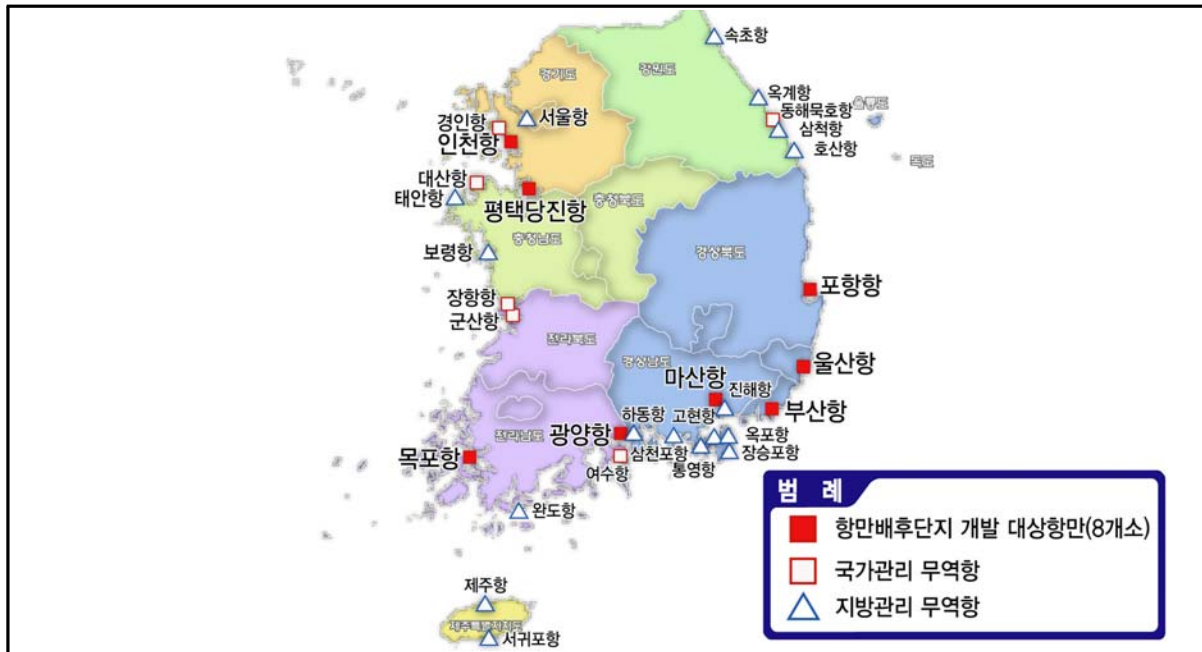 속초항
경기도
강원도
옥계항
울릉도
서울항
경인항
동해묵호항
인천항
삼척항
호산항
독도
대산항
태안항
충청북도
평택당진항
충청남도
보령항
경상북도
포항항
장항항
군산항
전라북도
경상남도
울산항
마산항
진해항
부산항
하동항
고현항
전라남도
광양항
옥포항
목포항
삼천포항
장승포항
여수항
통영항
완도항
제주항
제주특별자치도
서귀포항
범 례
항만배후단지 개발 대상항만(8개소)
국가관리 무역항
지방관리 무역항